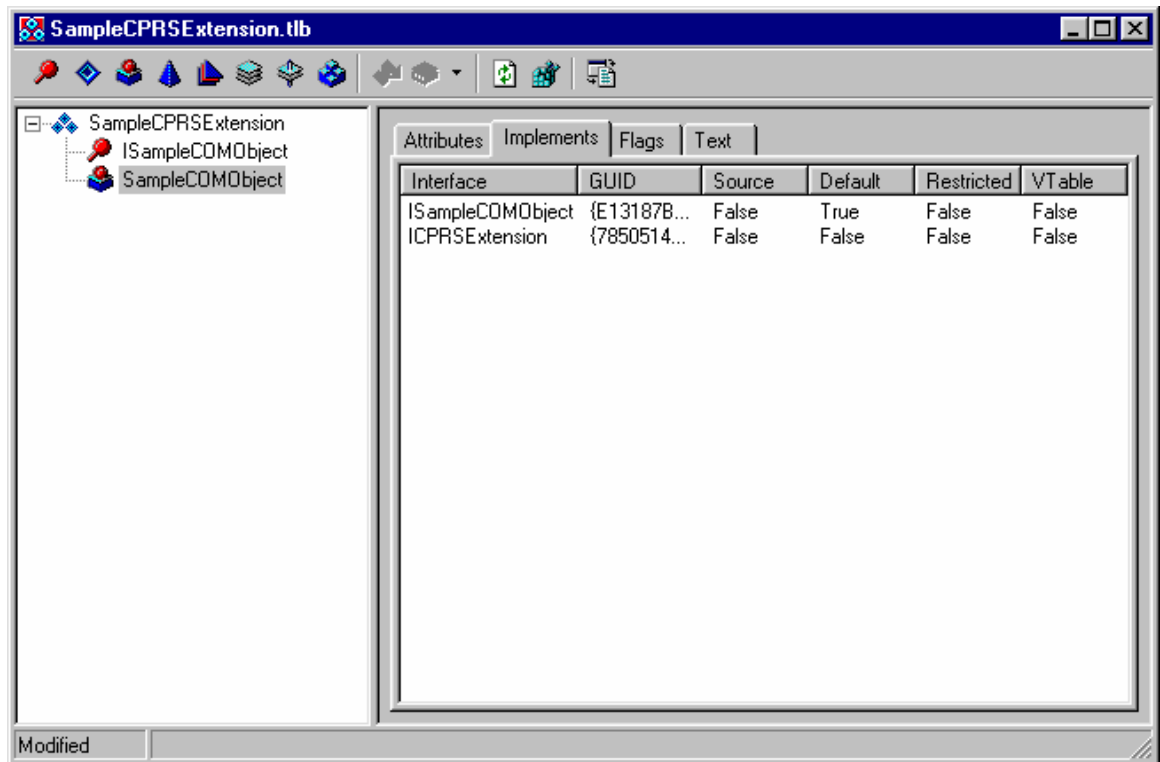 SampleCPRSExtension.tlb
SampleCPRSExtension
ISampleCOMObject
SampleCOMObject
Attributes Implements Flags Text
Interface GUID Source Default Restricted VTable
ISampleCOMObject {E13187B... False True False False
ICPRSExtension {7850514... False False False False
Modified